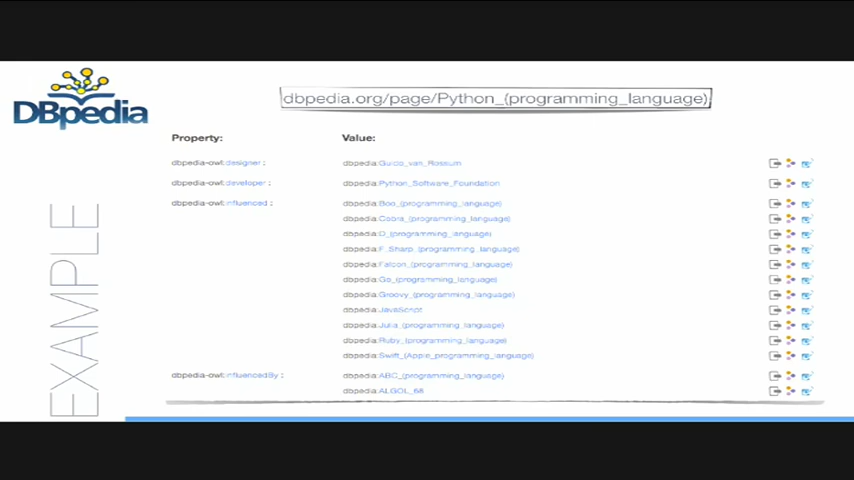 DBpedia
dbpedia.org/page/Python_(programming_language)
Property: Value:
dbpedia-owl:designer ; dbpedia:Guido_van_Rossum
dbpedia-owl:developer ; dbpedia:Python_Software_Foundation
dbpedia-owl:influenced ; dbpedia:Boo_(programming_language)
dbpedia:Cobra_(programming_language)
dbpedia:D_(programming_language)
dbpedia:F_Sharp_(programming_language)
dbpedia:Falcon_(programming_language)
dbpedia:Go_(programming_language)
dbpedia:Groovy_(programming_language)
dbpedia:JavaScript
dbpedia:Julia_(programming_language)
dbpedia:Ruby_(programming_language)
dbpedia:Swift_(Apple_programming_language)
dbpedia-owl:influencedBy ; dbpedia:ABC_(programming_language)
dbpedia:ALGOL_68
EXAMPLE